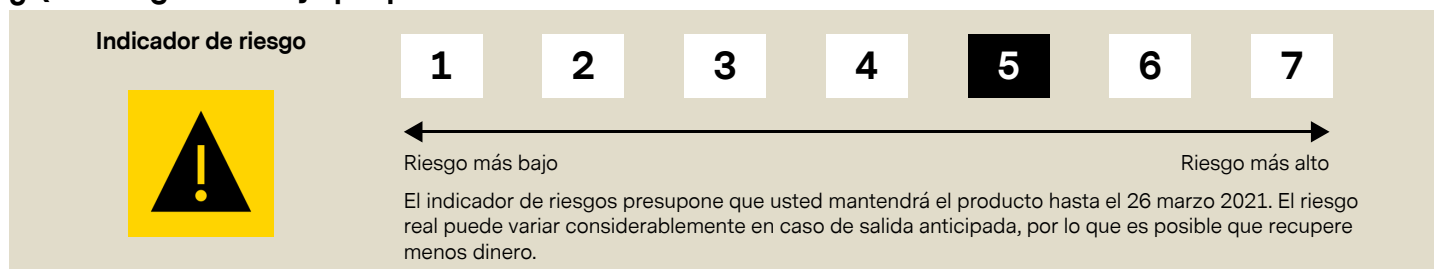 Indicador de riesgo
1 2 3 4 5 6 7
Riesgo más bajo
Riesgo más alto
El indicador de riesgos presupone que usted mantendrá el producto hasta el 26 marzo 2021. El riesgo
real puede variar considerablemente en caso de salida anticipada, por lo que es posible que recupere
menos dinero.